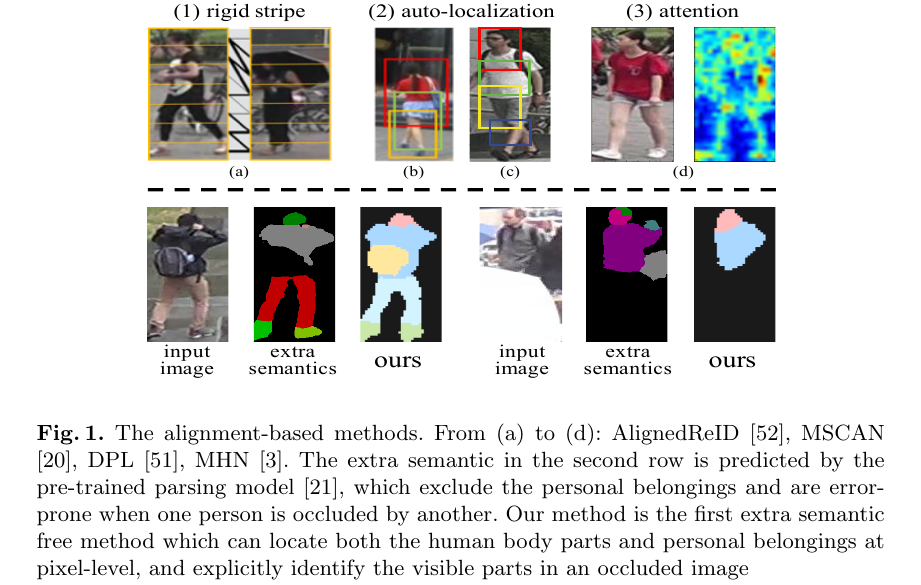 (1) rigid stripe (2) auto-localization (3) attention
(a) (b) (c) (d)
input image
extra semantics
ours
input image
extra semantics
ours
Fig. 1. The alignment-based methods. From (a) to (d): AlignedReID [52], MSCAN
[20], DPL [51], MHN [3]. The extra semantic in the second row is predicted by the
pre-trained parsing model [21], which exclude the personal belongings and are error-
prone when one person is occluded by another. Our method is the first extra semantic
free method which can locate both the human body parts and personal belongings at
pixel-level, and explicitly identify the visible parts in an occluded image